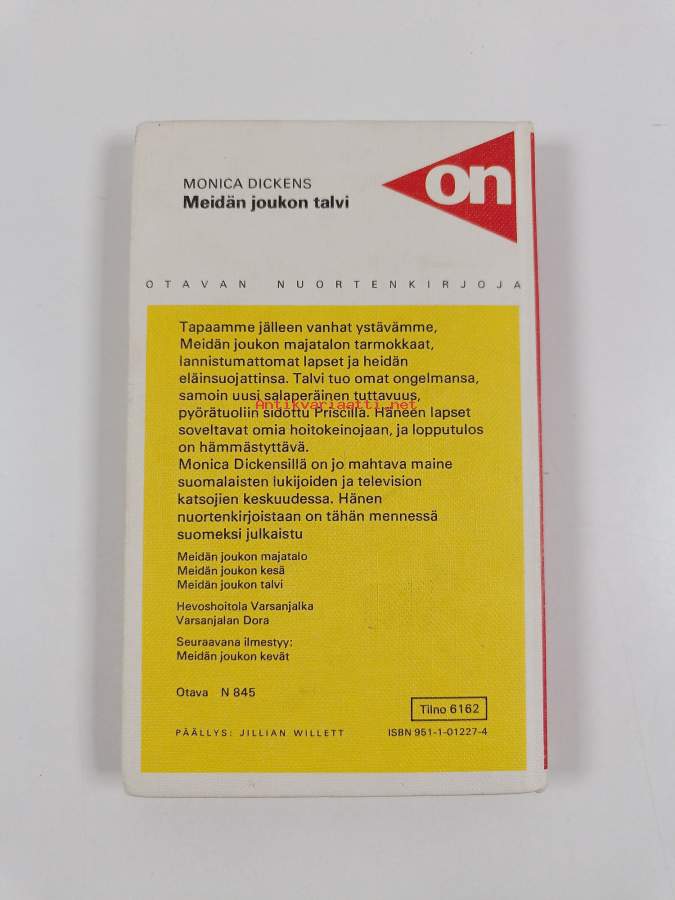 MONICA DICKENS
Meidän joukon talvi
on
OTAVAN NUORTENKIRJOJA
Tapaamme jälleen vanhat ystävämme,
Meidän joukon majatalon tarmokkaat,
lannistumattomat lapset ja heidän
eläinsuojattinsa. Talvi tuo omat ongelmansa,
samoin uusi salaperäinen tuttavuus,
Antikvariaatti.net
pyörätuoliin sidottu Priscilla. Häneen lapset
soveltavat omia hoitokeinojaan, ja lopputulos
on hämmästyttävä.
Monica Dickensillä on jo mahtava maine
suomalaisten lukijoiden ja television
katsojien keskuudessa. Hänen
nuortenkirjoistaan on tähän mennessä
suomeksi julkaistu
Meidän joukon majatalo
Meidän joukon kesä
Meidän joukon talvi
Hevoshoitola Varsanjalka
Varsanjalan Dora
Seuraavana ilmestyy:
Meidän joukon kevät
Otava N 845
Tilno 6162
PÄÄLLYS: JILLIAN WILLETT
ISBN 951-1-01227-4